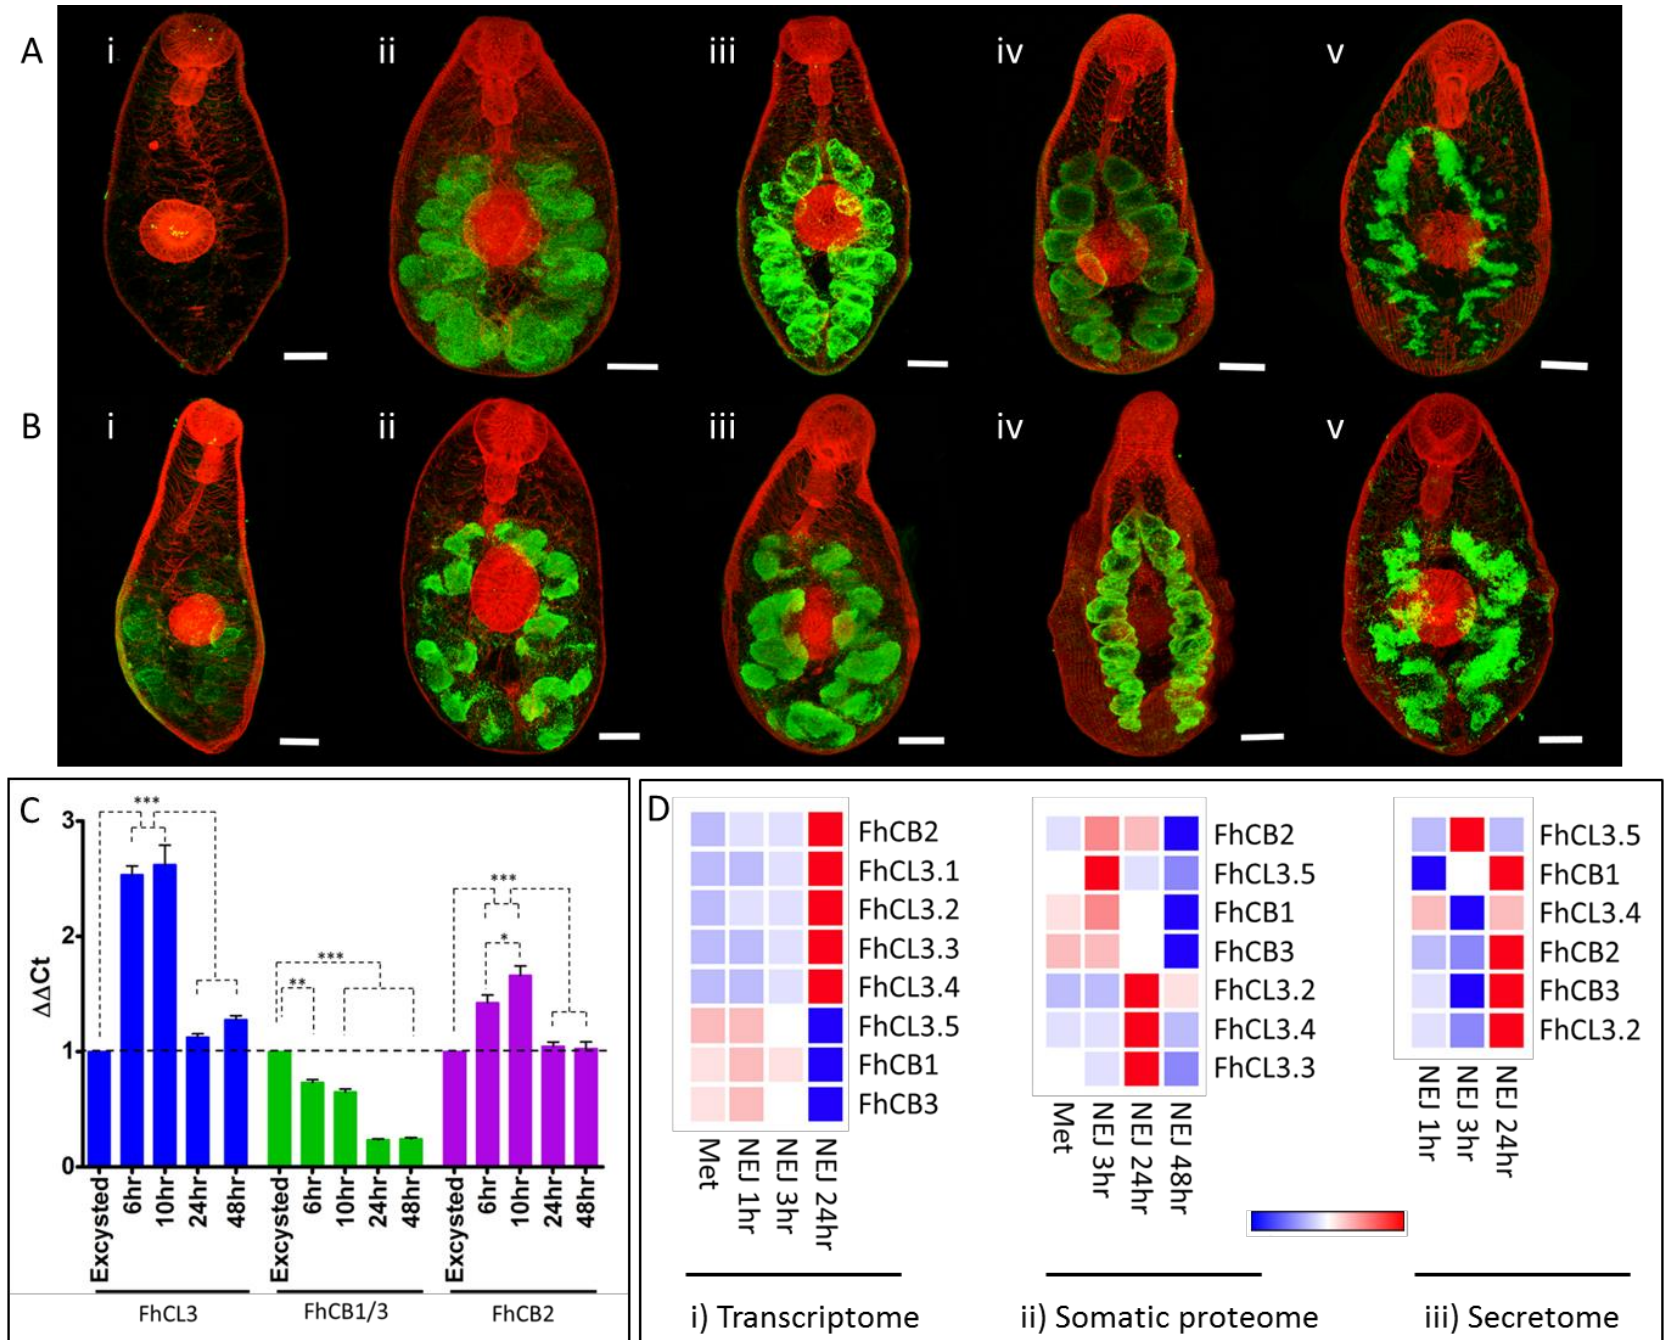 A
i
ii
iii
iv
v
B
i
ii
iii
iv
v
C
3
2
1
0
ΔΔCt
***
**
***
*
***
Excysted
6hr
10hr
24hr
48hr
Excysted
6hr
10hr
24hr
48hr
Excysted
6hr
10hr
24hr
48hr
FhCL3
FhCB1/3
FhCB2
D
FhCB2
FhCL3.1
FhCL3.2
FhCL3.3
FhCL3.4
FhCL3.5
FhCB1
FhCB3
Met
NEJ 1hr
NEJ 3hr
NEJ 24hr
i) Transcriptome
FhCB2
FhCL3.5
FhCB1
FhCB3
FhCL3.2
FhCL3.4
FhCL3.3
Met
NEJ 3hr
NEJ 24hr
NEJ 48hr
ii) Somatic proteome
FhCL3.5
FhCB1
FhCL3.4
FhCB2
FhCB3
FhCL3.2
NEJ 1hr
NEJ 3hr
NEJ 24hr
iii) Secretome